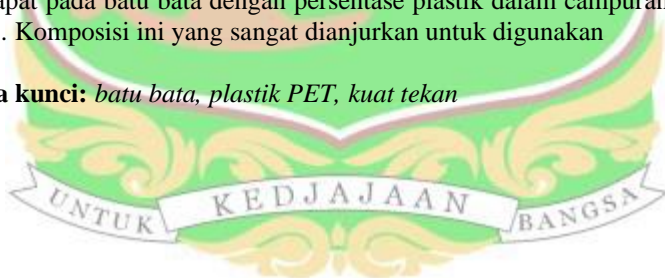 apat pada batu bata dengan persentase plastik dalam campuran
. Komposisi ini yang sangat dianjurkan untuk digunakan
a kunci: batu bata, plastik PET, kuat tekan
UNTUK KEDJAJAAN BANGSA